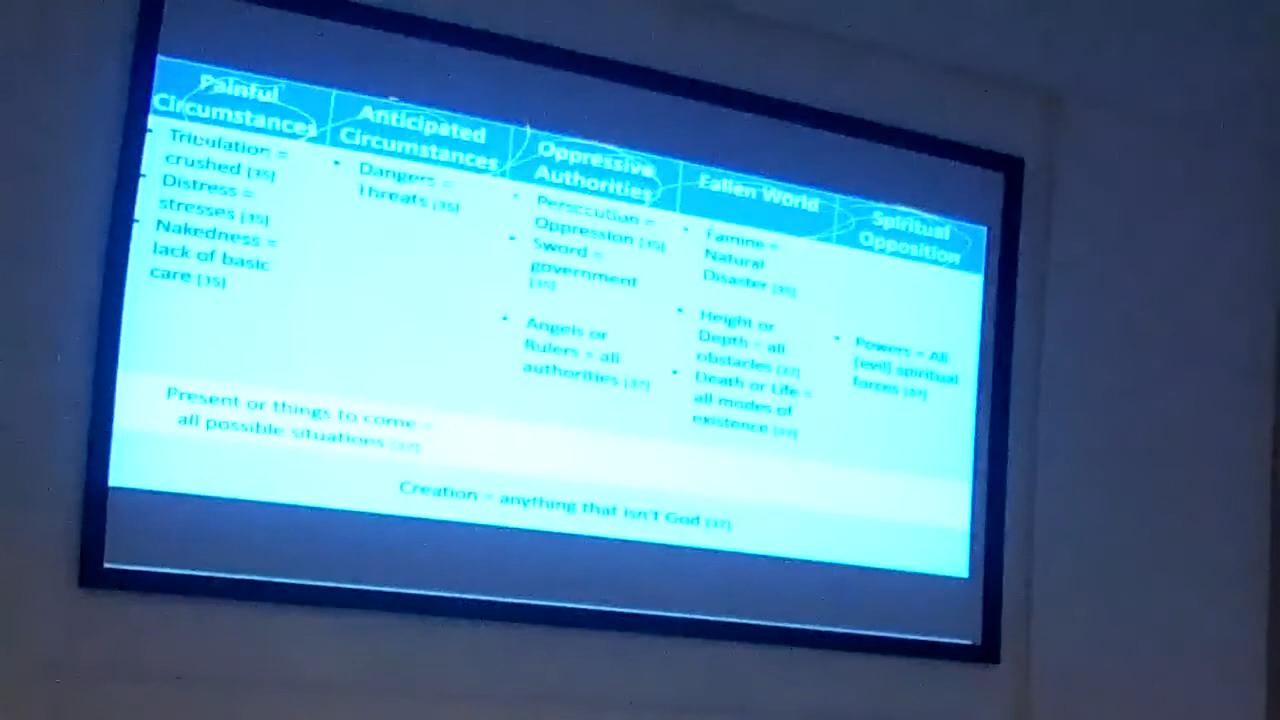 Painful
Circumstances
Anticipated
Circumstances
Oppressive
Authorities
Fallen World
Spiritual
Opposition
Tribulation =
crushed [35]
Distress =
stresses [35]
Nakedness =
lack of basic
care [35]
Dangers =
Threats [35]
Persecution =
Oppression [35]
Sword =
government
[35]
Angels or
Rulers = all
authorities [37]
Famine =
Natural
Disaster [35]
Height or
Depth = all
obstacles [37]
Death or Life =
all modes of
existence [37]
Powers = All
[evil] spiritual
forces [37]
Present or things to come =
all possible situations [37]
Creation = anything that isn't God [37]